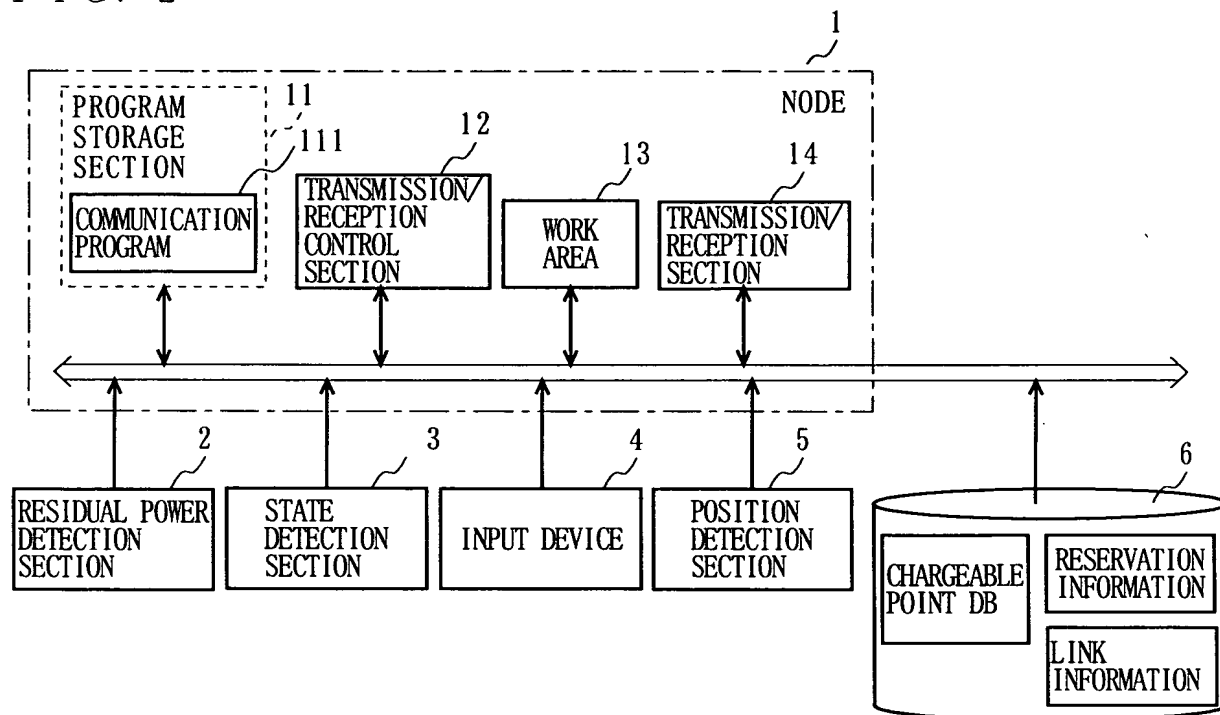 1
PROGRAM
STORAGE
SECTION
11
111
COMMUNICATION
PROGRAM
NODE
12
TRANSMISSION/
RECEPTION
CONTROL
SECTION
13
WORK
AREA
14
TRANSMISSION/
RECEPTION
SECTION
2
RESIDUAL POWER
DETECTION
SECTION
3
STATE
DETECTION
SECTION
4
INPUT DEVICE
5
POSITION
DETECTION
SECTION
6
CHARGEABLE
POINT DB
RESERVATION
INFORMATION
LINK
INFORMATION